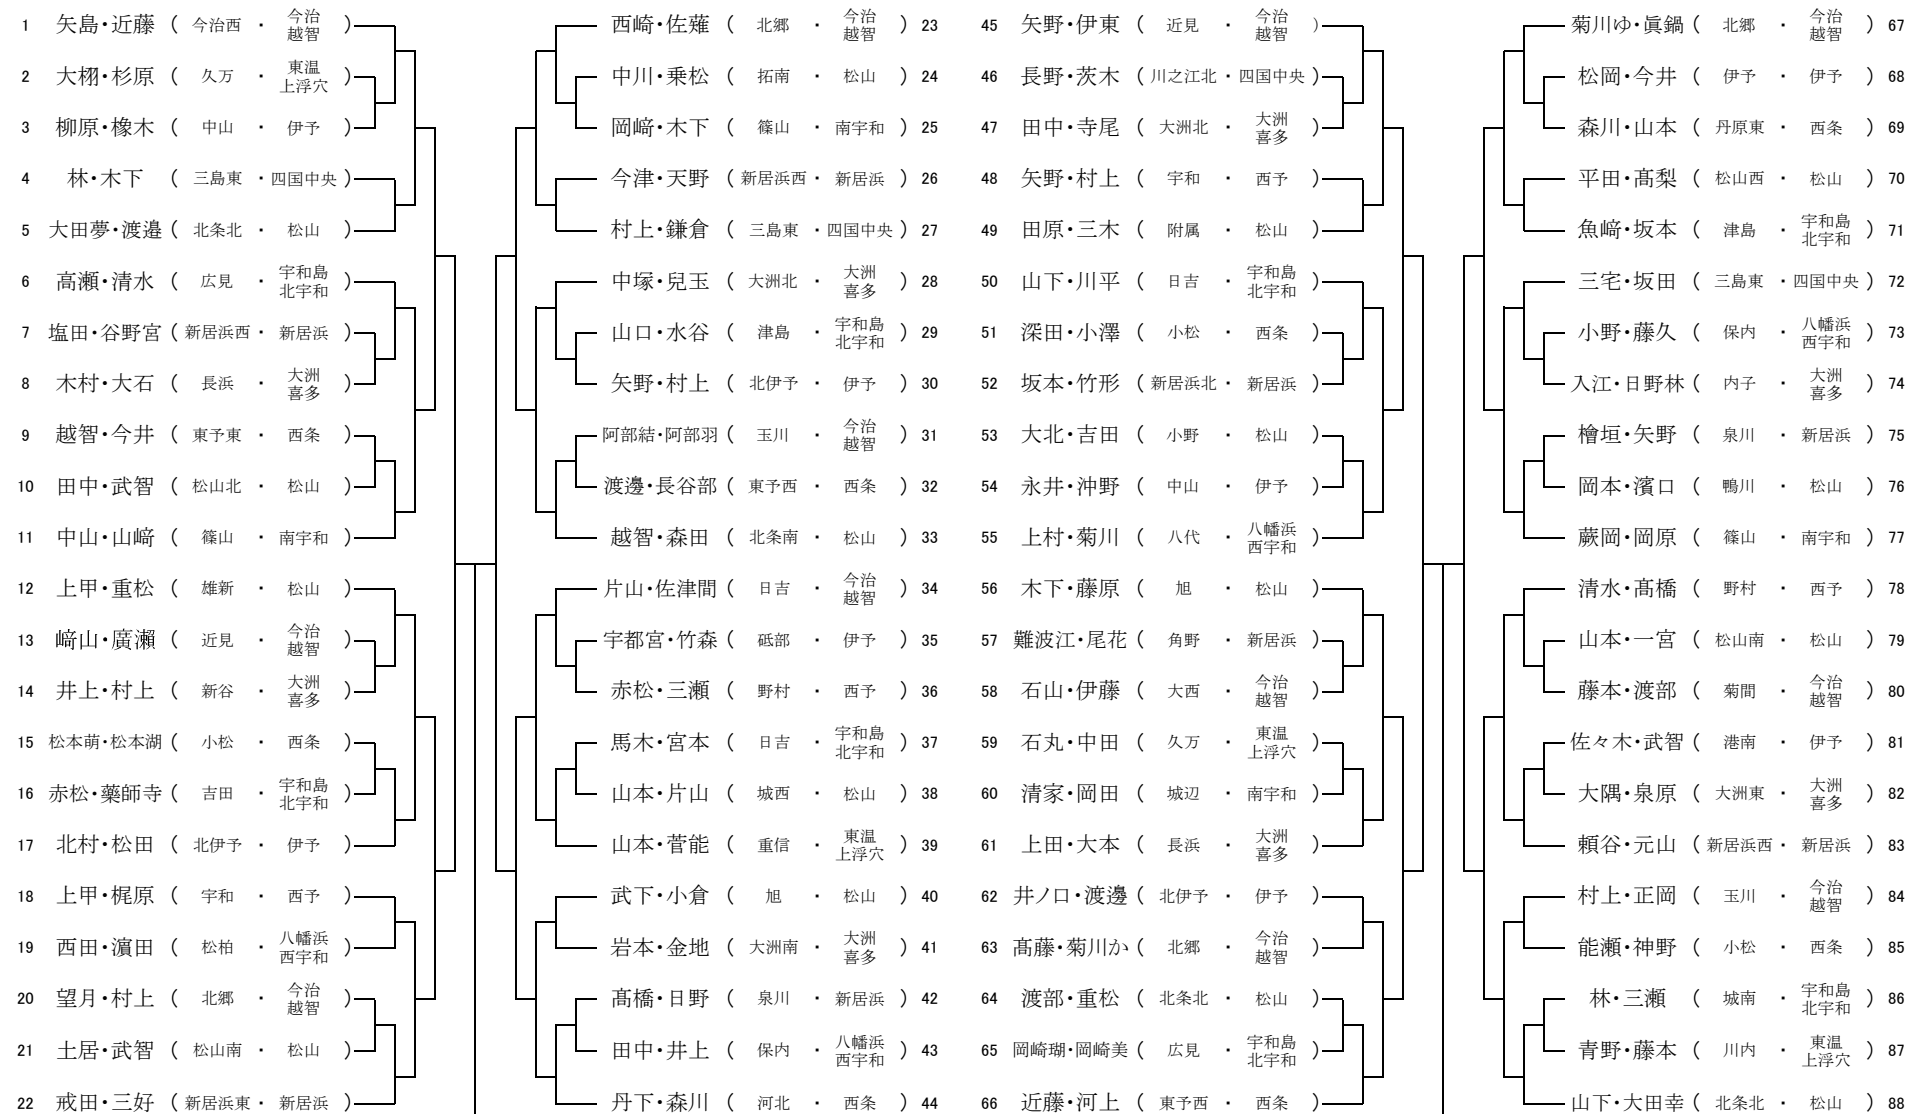 1 矢島・近藤 ( 今治西 ・ 今治越智 )
2 大栩・杉原 ( 久万 ・ 東温上浮穴 )
3 柳原・橡木 ( 中山 ・ 伊予 )
4 林・木下 ( 三島東 ・ 四国中央 )
5 大田夢・渡邉 ( 北条北 ・ 松山 )
6 高瀬・清水 ( 広見 ・ 宇和島北宇和 )
7 塩田・谷野宮 ( 新居浜西 ・ 新居浜 )
8 木村・大石 ( 長浜 ・ 大洲喜多 )
9 越智・今井 ( 東予東 ・ 西条 )
10 田中・武智 ( 松山北 ・ 松山 )
11 中山・山﨑 ( 篠山 ・ 南宇和 )
12 上甲・重松 ( 雄新 ・ 松山 )
13 﨑山・廣瀬 ( 近見 ・ 今治越智 )
14 井上・村上 ( 新谷 ・ 大洲喜多 )
15 松本萌・松本湖 ( 小松 ・ 西条 )
16 赤松・藥師寺 ( 吉田 ・ 宇和島北宇和 )
17 北村・松田 ( 北伊予 ・ 伊予 )
18 上甲・梶原 ( 宇和 ・ 西予 )
19 西田・濵田 ( 松柏 ・ 八幡浜西宇和 )
20 望月・村上 ( 北郷 ・ 今治越智 )
21 土居・武智 ( 松山南 ・ 松山 )
22 戒田・三好 ( 新居浜東 ・ 新居浜 )
西崎・佐薙 ( 北郷 ・ 今治越智 ) 23
中川・乗松 ( 拓南 ・ 松山 ) 24
岡﨑・木下 ( 篠山 ・ 南宇和 ) 25
今津・天野 ( 新居浜西 ・ 新居浜 ) 26
村上・鎌倉 ( 三島東 ・ 四国中央 ) 27
中塚・兒玉 ( 大洲北 ・ 大洲喜多 ) 28
山口・水谷 ( 津島 ・ 宇和島北宇和 ) 29
矢野・村上 ( 北伊予 ・ 伊予 ) 30
阿部結・阿部羽 ( 玉川 ・ 今治越智 ) 31
渡邊・長谷部 ( 東予西 ・ 西条 ) 32
越智・森田 ( 北条南 ・ 松山 ) 33
片山・佐津間 ( 日吉 ・ 今治越智 ) 34
宇都宮・竹森 ( 砥部 ・ 伊予 ) 35
赤松・三瀬 ( 野村 ・ 西予 ) 36
馬木・宮本 ( 日吉 ・ 宇和島北宇和 ) 37
山本・片山 ( 城西 ・ 松山 ) 38
山本・菅能 ( 重信 ・ 東温上浮穴 ) 39
武下・小倉 ( 旭 ・ 松山 ) 40
岩本・金地 ( 大洲南 ・ 大洲喜多 ) 41
髙橋・日野 ( 泉川 ・ 新居浜 ) 42
田中・井上 ( 保内 ・ 八幡浜西宇和 ) 43
丹下・森川 ( 河北 ・ 西条 ) 44
45 矢野・伊東 ( 近見 ・ 今治越智 )
46 長野・茨木 ( 川之江北 ・ 四国中央 )
47 田中・寺尾 ( 大洲北 ・ 大洲喜多 )
48 矢野・村上 ( 宇和 ・ 西予 )
49 田原・三木 ( 附属 ・ 松山 )
50 山下・川平 ( 日吉 ・ 宇和島北宇和 )
51 深田・小澤 ( 小松 ・ 西条 )
52 坂本・竹形 ( 新居浜北 ・ 新居浜 )
53 大北・吉田 ( 小野 ・ 松山 )
54 永井・沖野 ( 中山 ・ 伊予 )
55 上村・菊川 ( 八代 ・ 八幡浜西宇和 )
56 木下・藤原 ( 旭 ・ 松山 )
57 難波江・尾花 ( 角野 ・ 新居浜 )
58 石山・伊藤 ( 大西 ・ 今治越智 )
59 石丸・中田 ( 久万 ・ 東温上浮穴 )
60 清家・岡田 ( 城辺 ・ 南宇和 )
61 上田・大本 ( 長浜 ・ 大洲喜多 )
62 井ノ口・渡邊 ( 北伊予 ・ 伊予 )
63 髙藤・菊川か ( 北郷 ・ 今治越智 )
64 渡部・重松 ( 北条北 ・ 松山 )
65 岡崎瑚・岡崎美 ( 広見 ・ 宇和島北宇和 )
66 近藤・河上 ( 東予西 ・ 西条 )
菊川ゆ・眞鍋 ( 北郷 ・ 今治越智 ) 67
松岡・今井 ( 伊予 ・ 伊予 ) 68
森川・山本 ( 丹原東 ・ 西条 ) 69
平田・髙梨 ( 松山西 ・ 松山 ) 70
魚﨑・坂本 ( 津島 ・ 宇和島北宇和 ) 71
三宅・坂田 ( 三島東 ・ 四国中央 ) 72
小野・藤久 ( 保内 ・ 八幡浜西宇和 ) 73
入江・日野林 ( 内子 ・ 大洲喜多 ) 74
檜垣・矢野 ( 泉川 ・ 新居浜 ) 75
岡本・濱口 ( 鴨川 ・ 松山 ) 76
蕨岡・岡原 ( 篠山 ・ 南宇和 ) 77
清水・髙橋 ( 野村 ・ 西予 ) 78
山本・一宮 ( 松山南 ・ 松山 ) 79
藤本・渡部 ( 菊間 ・ 今治越智 ) 80
佐々木・武智 ( 港南 ・ 伊予 ) 81
大隅・泉原 ( 大洲東 ・ 大洲喜多 ) 82
頼谷・元山 ( 新居浜西 ・ 新居浜 ) 83
村上・正岡 ( 玉川 ・ 今治越智 ) 84
能瀬・神野 ( 小松 ・ 西条 ) 85
林・三瀬 ( 城南 ・ 宇和島北宇和 ) 86
青野・藤本 ( 川内 ・ 東温上浮穴 ) 87
山下・大田幸 ( 北条北 ・ 松山 ) 88